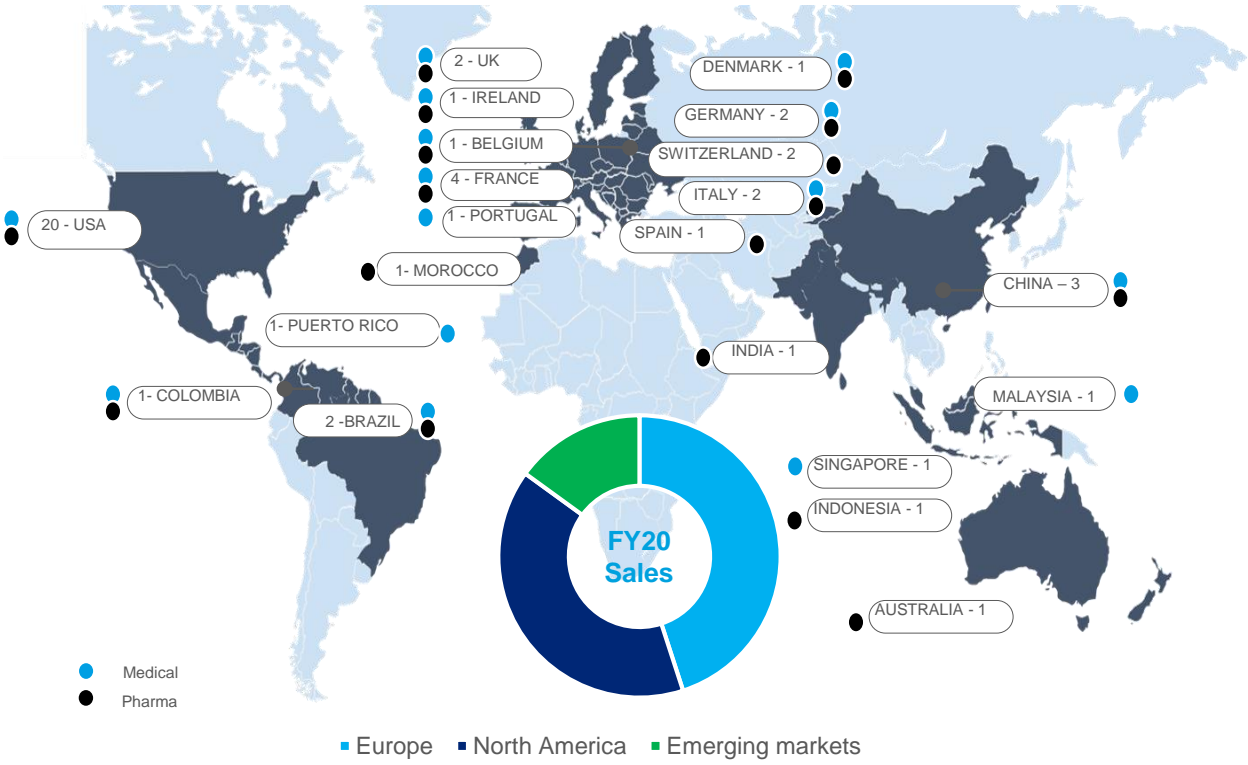 2 - UK
DENMARK - 1
1 - IRELAND
GERMANY - 2
1 - BELGIUM
SWITZERLAND - 2
4 - FRANCE
ITALY - 2
20 - USA
1 - PORTUGAL
SPAIN - 1
1- MOROCCO
CHINA – 3
1- PUERTO RICO
INDIA - 1
1- COLOMBIA
MALAYSIA - 1
2 -BRAZIL
SINGAPORE - 1
INDONESIA - 1
FY20
Sales
AUSTRALIA - 1
Medical
Pharma
Europe North America Emerging markets